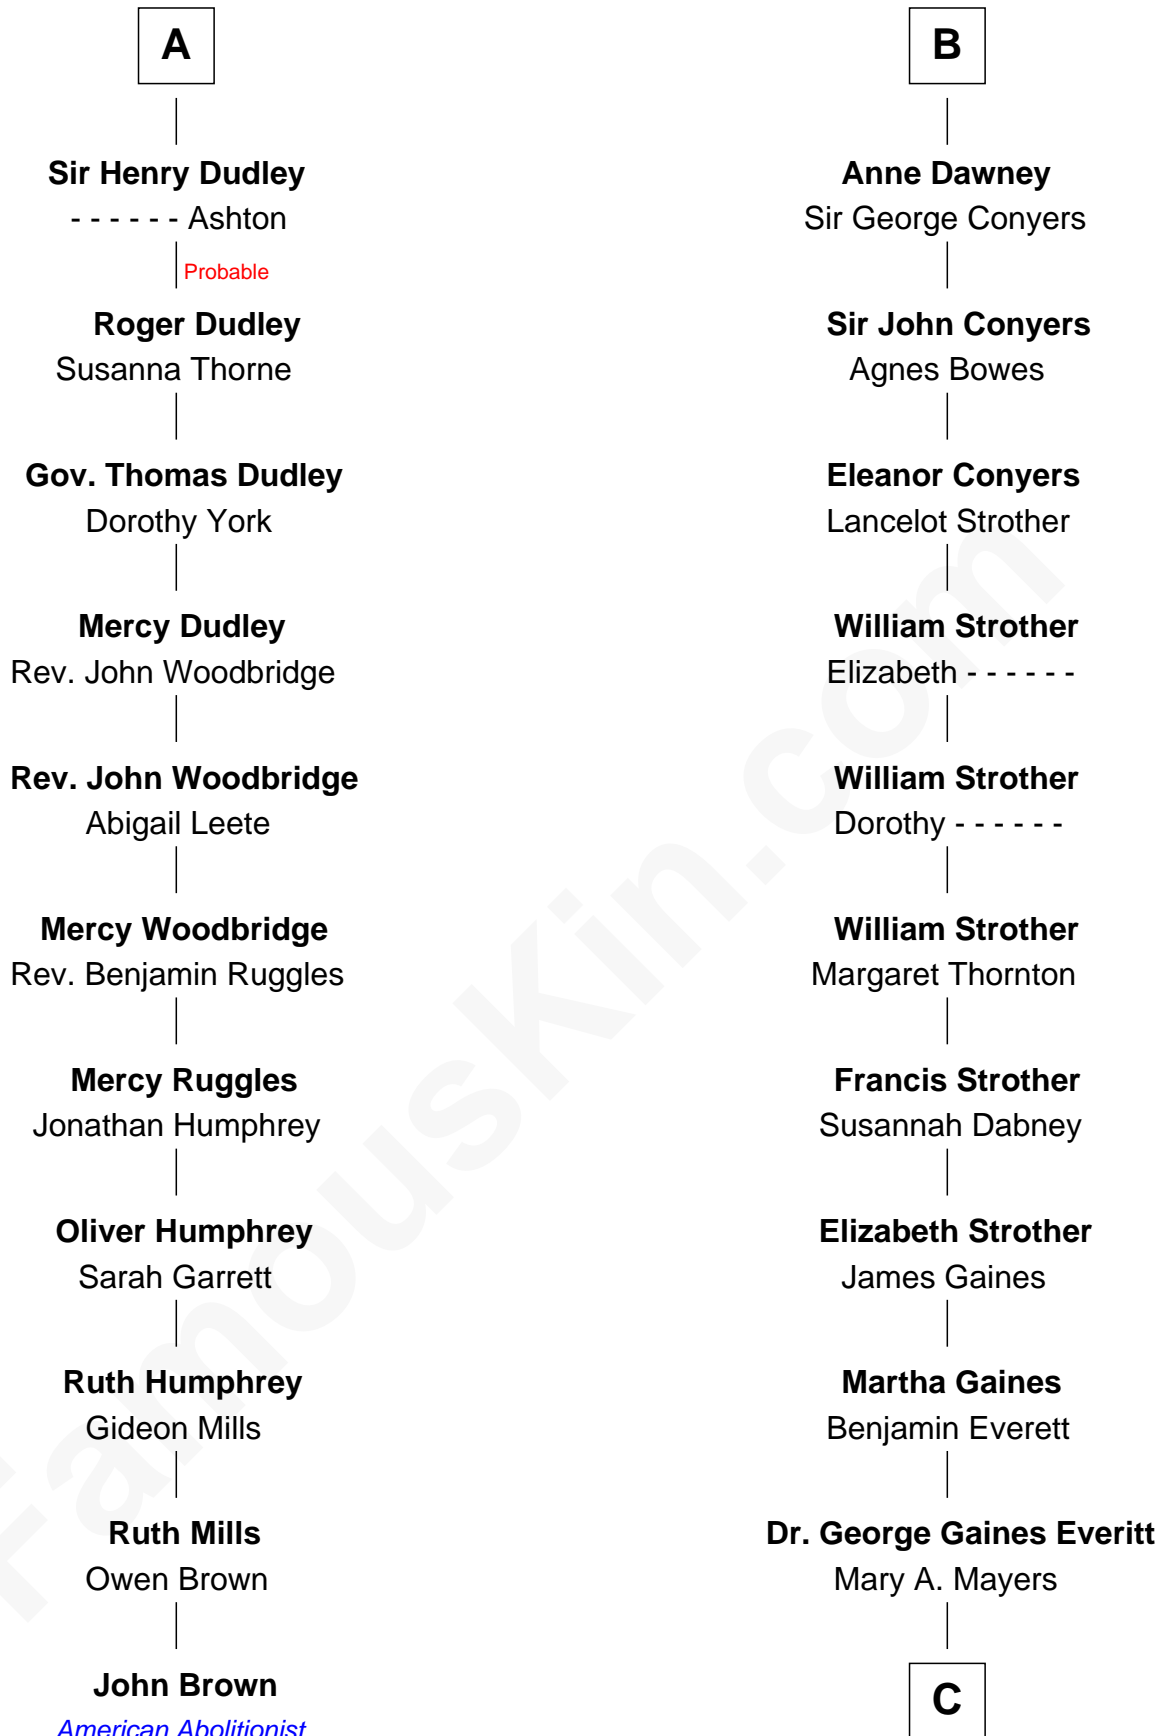 A
Sir Henry Dudley
- - - - - - Ashton
Probable
Roger Dudley
Susanna Thorne
Gov. Thomas Dudley
Dorothy York
Mercy Dudley
Rev. John Woodbridge
Rev. John Woodbridge
Abigail Leete
Mercy Woodbridge
Rev. Benjamin Ruggles
Mercy Ruggles
Jonathan Humphrey
Oliver Humphrey
Sarah Garrett
Ruth Humphrey
Gideon Mills
Ruth Mills
Owen Brown
John Brown
American Abolitionist
B
Anne Dawney
Sir George Conyers
Sir John Conyers
Agnes Bowes
Eleanor Conyers
Lancelot Strother
William Strother
Elizabeth - - - - - -
William Strother
Dorothy - - - - - -
William Strother
Margaret Thornton
Francis Strother
Susannah Dabney
Elizabeth Strother
James Gaines
Martha Gaines
Benjamin Everett
Dr. George Gaines Everitt
Mary A. Mayers
C
FamousKin.com